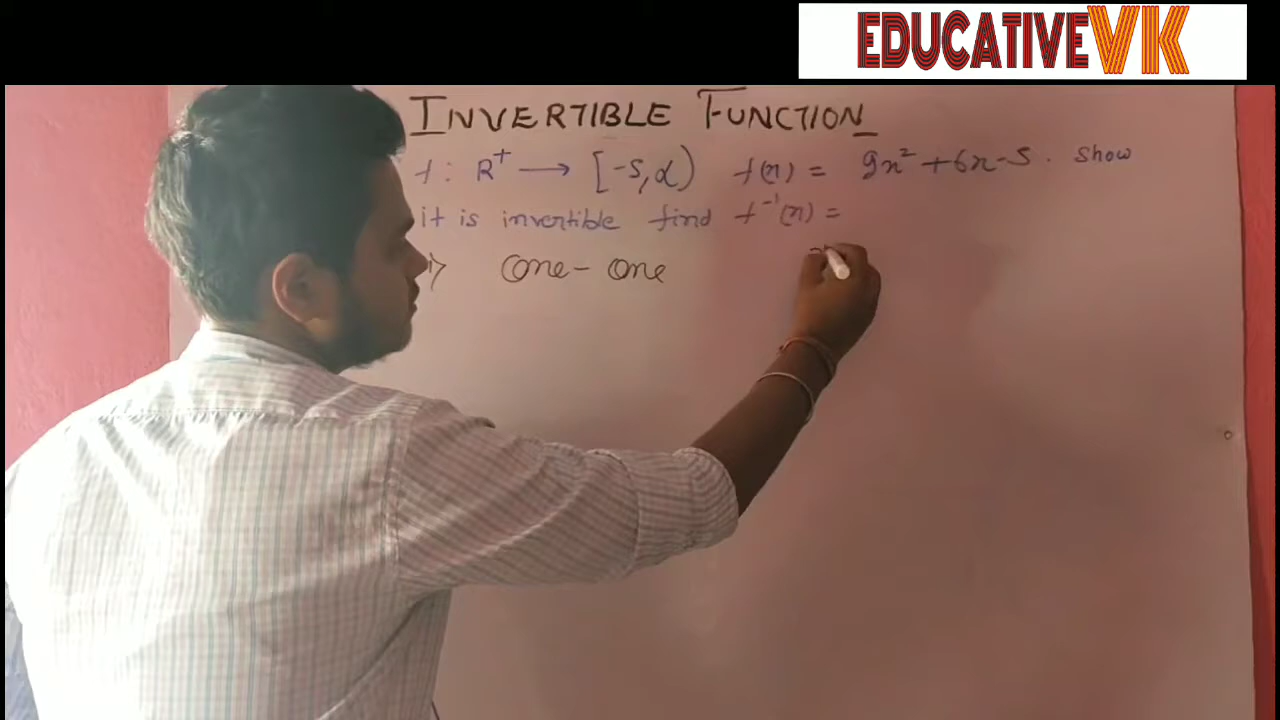 EDUCATIVEVK
INVERTIBLE FUNCTION
f : R⁺ → [-5, ∝) f(x) = 9x² + 6x - 5. Show
it is invertible find f⁻¹(x) =
⇒ One - One